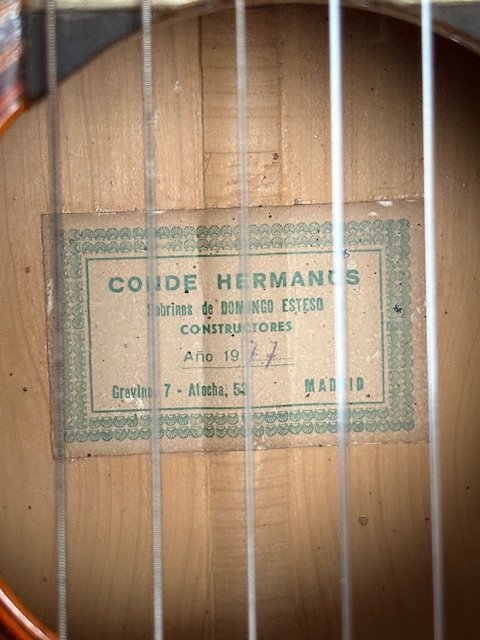 CONDE HERMANOS
Sobrinos de DOMINGO ESTESO
CONSTRUCTORES
Año 1977
Gravina, 7 - Atocha, 53 MADRID